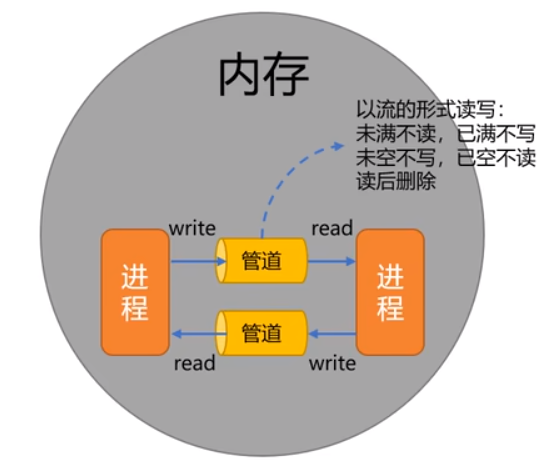 内存
以流的形式读写：
未满不读，已满不写
未空不写，已空不读
读后删除
write
read
进程
管道
进程
管道
read
write